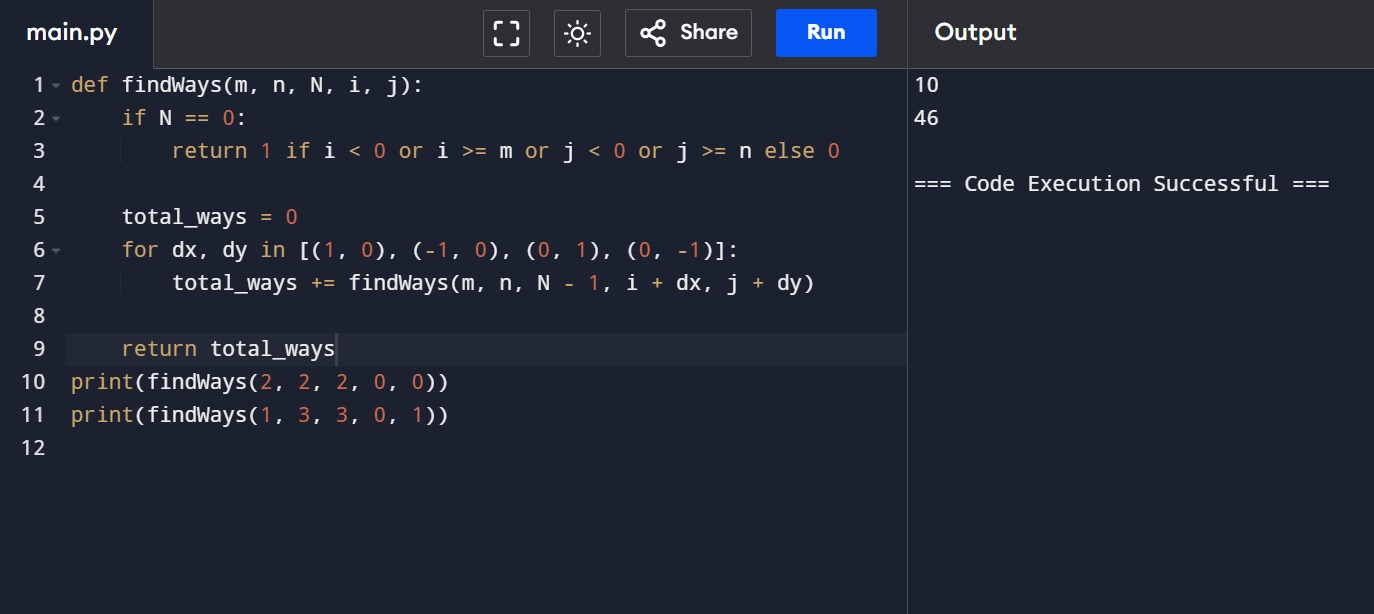 main.py
Share
Run
Output
1 def findWays(m, n, N, i, j):
2     if N == 0:
3         return 1 if i < 0 or i >= m or j < 0 or j >= n else 0
4
5     total_ways = 0
6     for dx, dy in [(1, 0), (-1, 0), (0, 1), (0, -1)]:
7         total_ways += findWays(m, n, N - 1, i + dx, j + dy)
8
9     return total_ways
10 print(findWays(2, 2, 2, 0, 0))
11 print(findWays(1, 3, 3, 0, 1))
12
10
46
=== Code Execution Successful ===